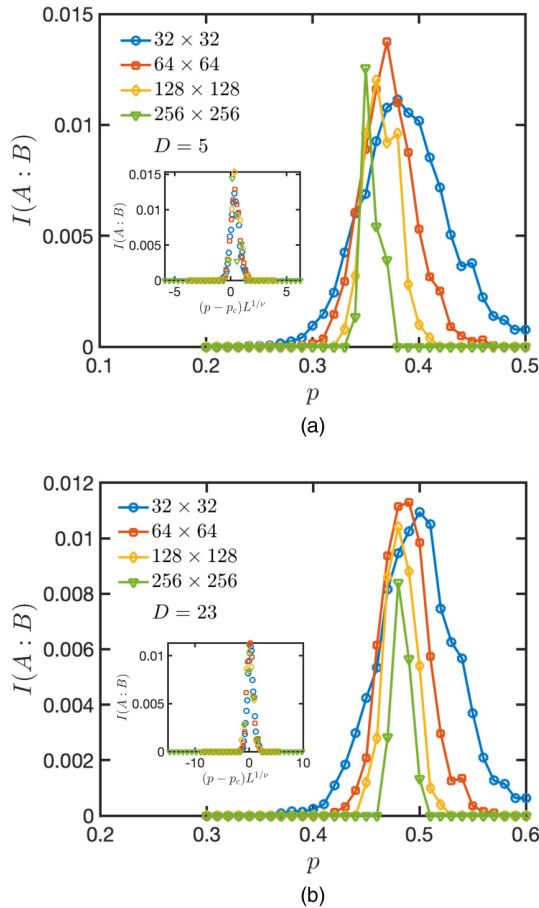 0.015
0.01
0.005
0
I(A : B)
32 × 32
64 × 64
128 × 128
256 × 256
D = 5
0.015
0.01
0.005
0
I(A : B)
-5 0 5
(p − p_c)L^{1/ν}
0.1 0.2 0.3 0.4 0.5
p
(a)
0.012
0.01
0.008
0.006
0.004
0.002
0
I(A : B)
32 × 32
64 × 64
128 × 128
256 × 256
D = 23
0.01
0.005
0
I(A : B)
-10 0 10
(p − p_c)L^{1/ν}
0.2 0.3 0.4 0.5 0.6
p
(b)